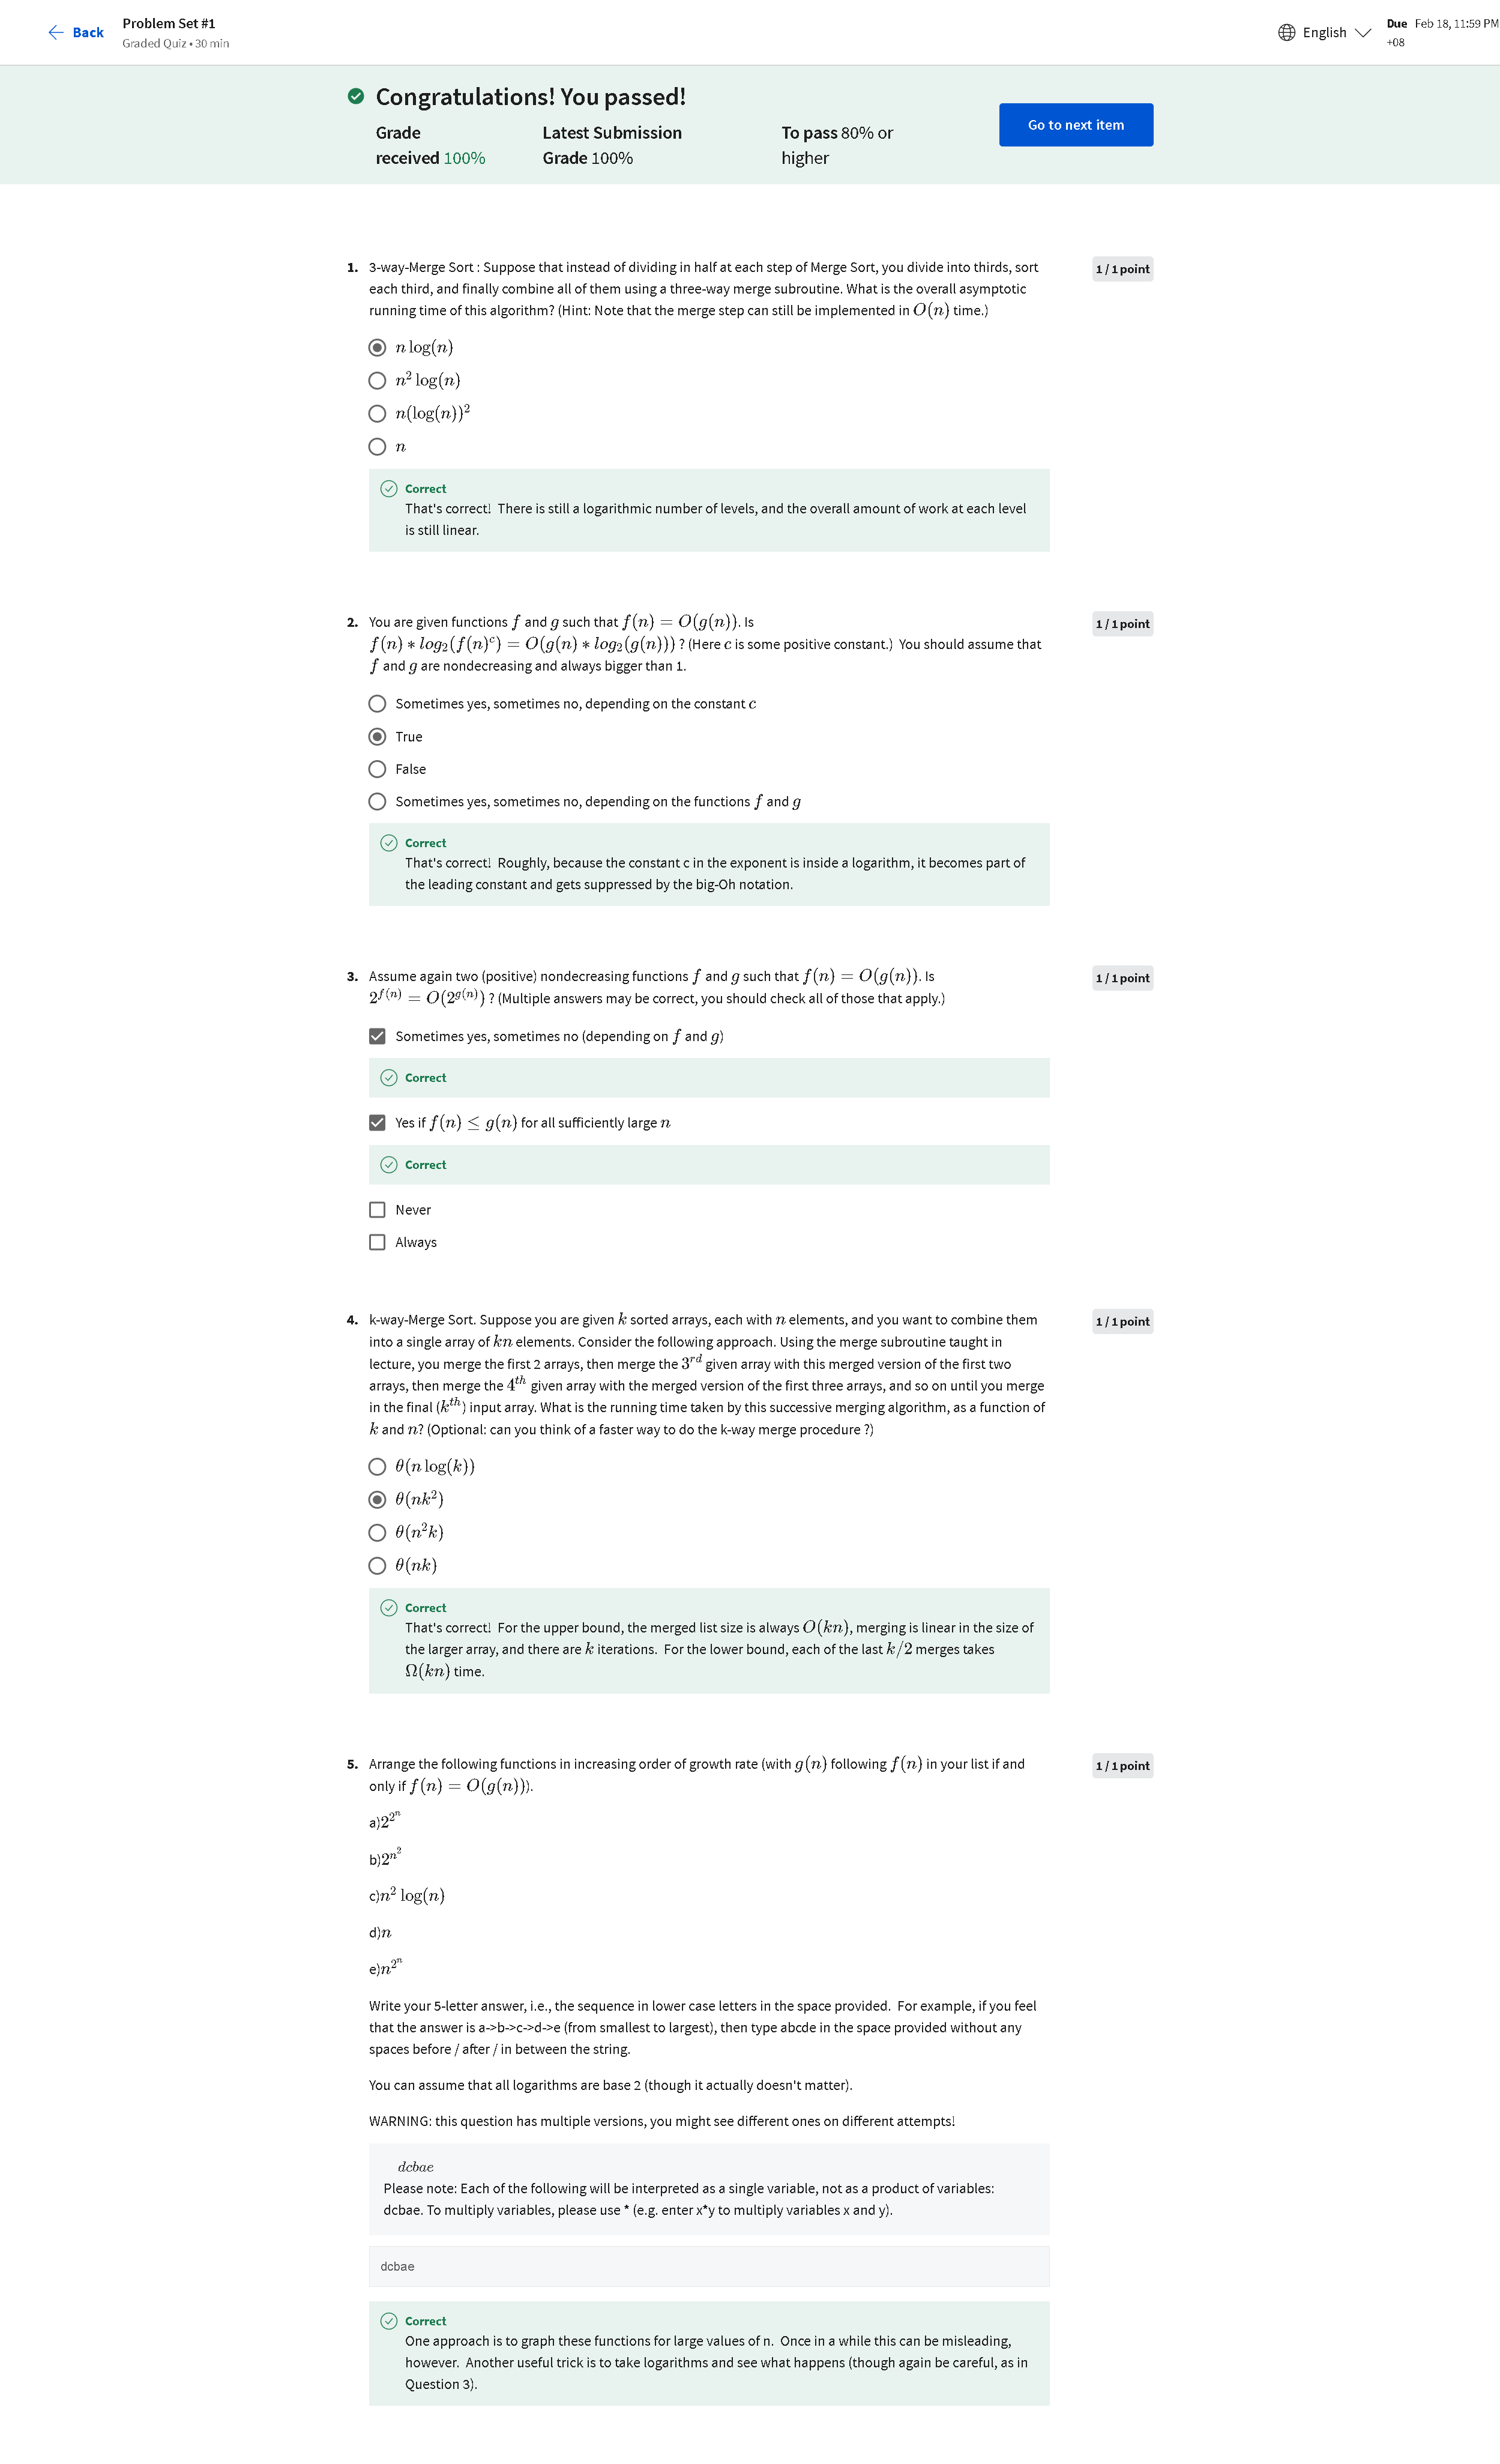 Back
Problem Set #1
Graded Quiz • 30 min
English
Due Feb 18, 11:59 PM
+08
Congratulations! You passed!
Grade
received 100%
Latest Submission
Grade 100%
To pass 80% or
higher
Go to next item
1. 3-way-Merge Sort : Suppose that instead of dividing in half at each step of Merge Sort, you divide into thirds, sort
each third, and finally combine all of them using a three-way merge subroutine. What is the overall asymptotic
running time of this algorithm? (Hint: Note that the merge step can still be implemented in O(n) time.)
1 / 1 point
n log(n)
n² log(n)
n(log(n))²
n
Correct
That's correct! There is still a logarithmic number of levels, and the overall amount of work at each level
is still linear.
2. You are given functions f and g such that f(n) = O(g(n)). Is
f(n) * log₂(f(n)^c) = O(g(n) * log₂(g(n))) ? (Here c is some positive constant.) You should assume that
f and g are nondecreasing and always bigger than 1.
1 / 1 point
Sometimes yes, sometimes no, depending on the constant c
True
False
Sometimes yes, sometimes no, depending on the functions f and g
Correct
That's correct! Roughly, because the constant c in the exponent is inside a logarithm, it becomes part of
the leading constant and gets suppressed by the big-Oh notation.
3. Assume again two (positive) nondecreasing functions f and g such that f(n) = O(g(n)). Is
2^{f(n)} = O(2^{g(n)}) ? (Multiple answers may be correct, you should check all of those that apply.)
1 / 1 point
Sometimes yes, sometimes no (depending on f and g)
Correct
Yes if f(n) ≤ g(n) for all sufficiently large n
Correct
Never
Always
4. k-way-Merge Sort. Suppose you are given k sorted arrays, each with n elements, and you want to combine them
into a single array of kn elements. Consider the following approach. Using the merge subroutine taught in
lecture, you merge the first 2 arrays, then merge the 3^{rd} given array with this merged version of the first two
arrays, then merge the 4^{th} given array with the merged version of the first three arrays, and so on until you merge
in the final (k^{th}) input array. What is the running time taken by this successive merging algorithm, as a function of
k and n? (Optional: can you think of a faster way to do the k-way merge procedure ?)
1 / 1 point
θ(n log(k))
θ(nk²)
θ(n²k)
θ(nk)
Correct
That's correct! For the upper bound, the merged list size is always O(kn), merging is linear in the size of
the larger array, and there are k iterations. For the lower bound, each of the last k/2 merges takes
Ω(kn) time.
5. Arrange the following functions in increasing order of growth rate (with g(n) following f(n) in your list if and
only if f(n) = O(g(n))).
1 / 1 point
a)2^{2^n}
b)2^{n^2}
c)n² log(n)
d)n
e)n^{2^n}
Write your 5-letter answer, i.e., the sequence in lower case letters in the space provided. For example, if you feel
that the answer is a->b->c->d->e (from smallest to largest), then type abcde in the space provided without any
spaces before / after / in between the string.
You can assume that all logarithms are base 2 (though it actually doesn't matter).
WARNING: this question has multiple versions, you might see different ones on different attempts!
dcbae
Please note: Each of the following will be interpreted as a single variable, not as a product of variables:
dcbae. To multiply variables, please use * (e.g. enter x*y to multiply variables x and y).
dcbae
Correct
One approach is to graph these functions for large values of n. Once in a while this can be misleading,
however. Another useful trick is to take logarithms and see what happens (though again be careful, as in
Question 3).